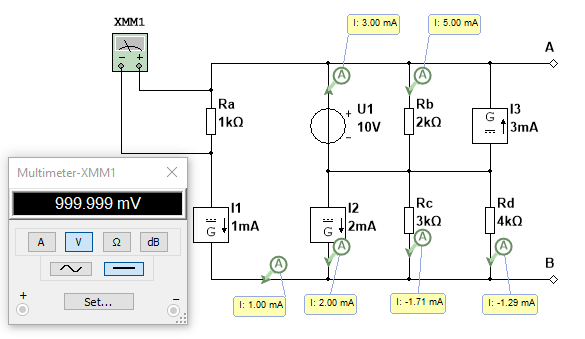 XMM1
I: 3.00 mA
I: 5.00 mA
A
A
A
− +
Ra
1kΩ
+
U1
10V
−
Rb
2kΩ
G
I3
3mA
Multimeter-XMM1
999.999 mV
A
V
Ω
dB
Set...
+
−
G
I1
1mA
G
I2
2mA
Rc
3kΩ
Rd
4kΩ
A
A
A
A
B
I: 1.00 mA
I: 2.00 mA
I: -1.71 mA
I: -1.29 mA